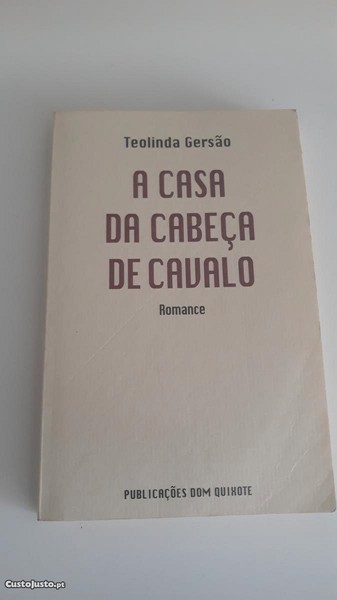 Teolinda Gersão
A CASA
DA CABEÇA
DE CAVALO
Romance
PUBLICAÇÕES DOM QUIXOTE
CustoJusto.pt